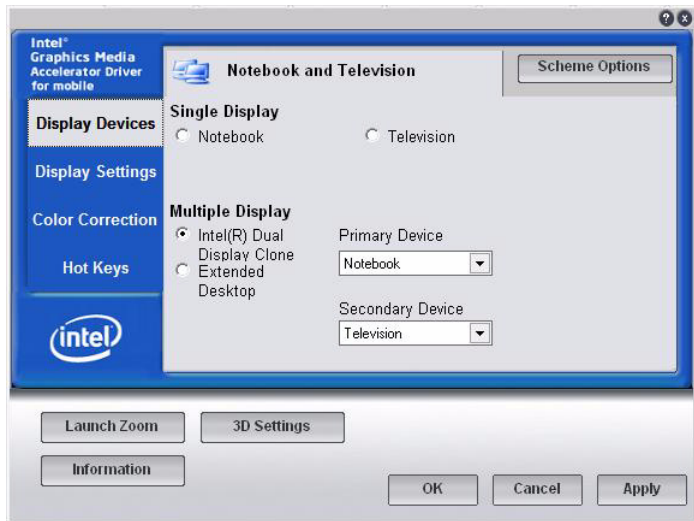 Intel®
Graphics Media
Accelerator Driver
for mobile
Notebook and Television
Scheme Options
Display Devices
Display Settings
Color Correction
Hot Keys
intel
Single Display
Notebook
Television
Multiple Display
Intel(R) Dual
Display Clone
Extended
Desktop
Primary Device
Notebook
Secondary Device
Television
Launch Zoom
3D Settings
Information
OK
Cancel
Apply